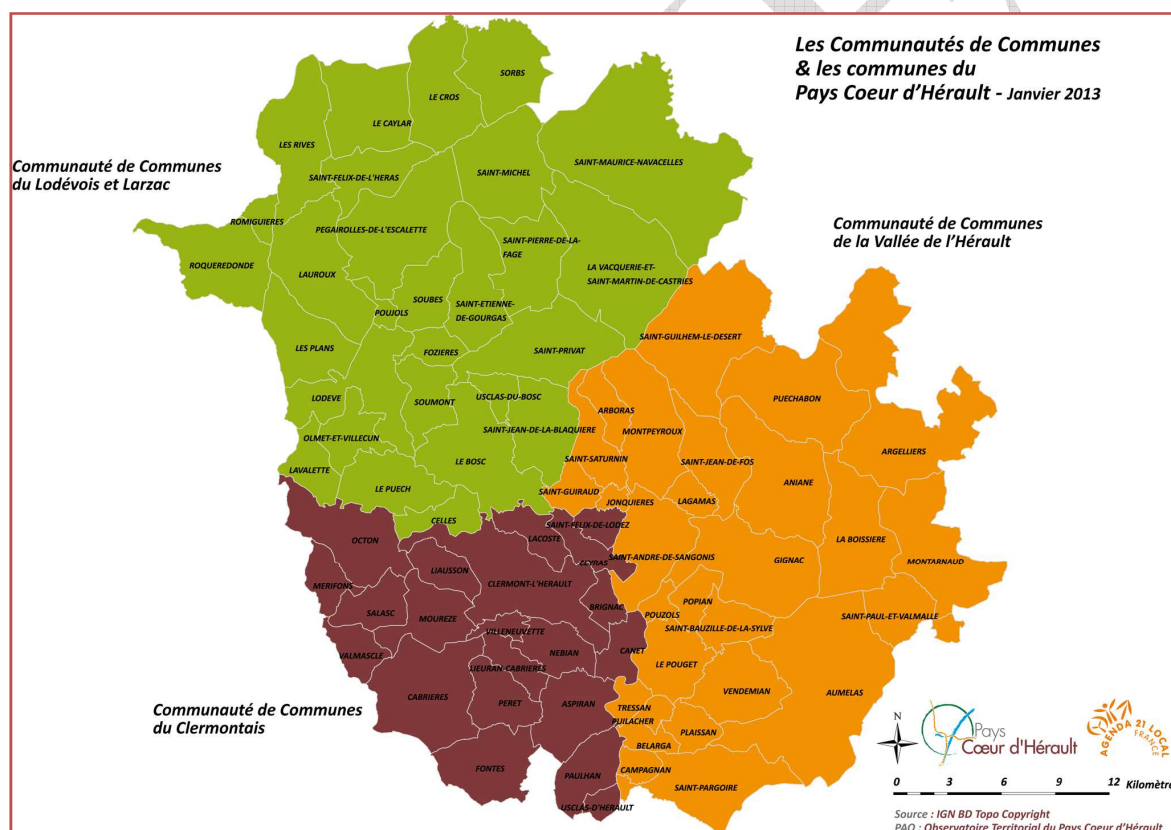 Les Communautés de Communes
& les communes du
Pays Coeur d'Hérault - Janvier 2013
SORBS
LE CROS
LE CAYLAR
LES RIVES
Communauté de Communes
du Lodévois et Larzac
SAINT-MAURICE-NAVACELLES
SAINT-MICHEL
SAINT-FELIX-DE-L'HERAS
ROMIGUIERES
PEGAIROLLES-DE-L'ESCALETTE
Communauté de Communes
de la Vallée de l'Hérault
SAINT-PIERRE-DE-LA-
FAGE
ROQUEREDONDE
LAUROUX
LA VACQUERIE-ET-
SAINT-MARTIN-DE-CASTRIES
SOUBES
POUJOLS
SAINT-ETIENNE-
DE-GOURGAS
SAINT-GUILHEM-LE-DESERT
LES PLANS
FOZIERES
SAINT-PRIVAT
LODEVE
SOUMONT
USCLAS-DU-BOSC
PUECHABON
ARBORAS
SAINT-JEAN-DE-LA-BLAQUIERE
MONTPEYROUX
OLMET-ET-VILLECUN
ARGELLIERS
LE BOSC
SAINT-SATURNIN
SAINT-JEAN-DE-FOS
LAVALETTE
ANIANE
LE PUECH
SAINT-GUIRAUD
JONQUIERES
LAGAMAS
CELLES
SAINT-FELIX-DE-LODEZ
OCTON
LACOSTE
LA BOISSIERE
SAINT-ANDRE-DE-SANGONIS
CEYRAS
GIGNAC
MONTARNAUD
LIAUSSON
CLERMONT-L'HERAULT
MERIFONS
POPIAN
BRIGNAC
SALASC
MOUREZE
POUZOLS
SAINT-PAUL-ET-VALMALLE
SAINT-BAUZILLE-DE-LA-SYLVE
VILLENEUVETTE
VALMASCLE
NEBIAN
CANET
LE POUGET
LIEURAN-CABRIERES
VENDEMIAN
AUMELAS
CABRIERES
PERET
ASPIRAN
Communauté de Communes
du Clermontais
TRESSAN
PUILACHER
PLAISSAN
BELARGA
FONTES
PAULHAN
CAMPAGNAN
SAINT-PARGOIRE
USCLAS-D'HERAULT
N
Pays
Cœur d'Hérault
AGENDA 21 LOCAL
FRANCE
0 3 6 9 12 Kilomètre
Source : IGN BD Topo Copyright
PAO : Observatoire Territorial du Pays Coeur d'Hérault